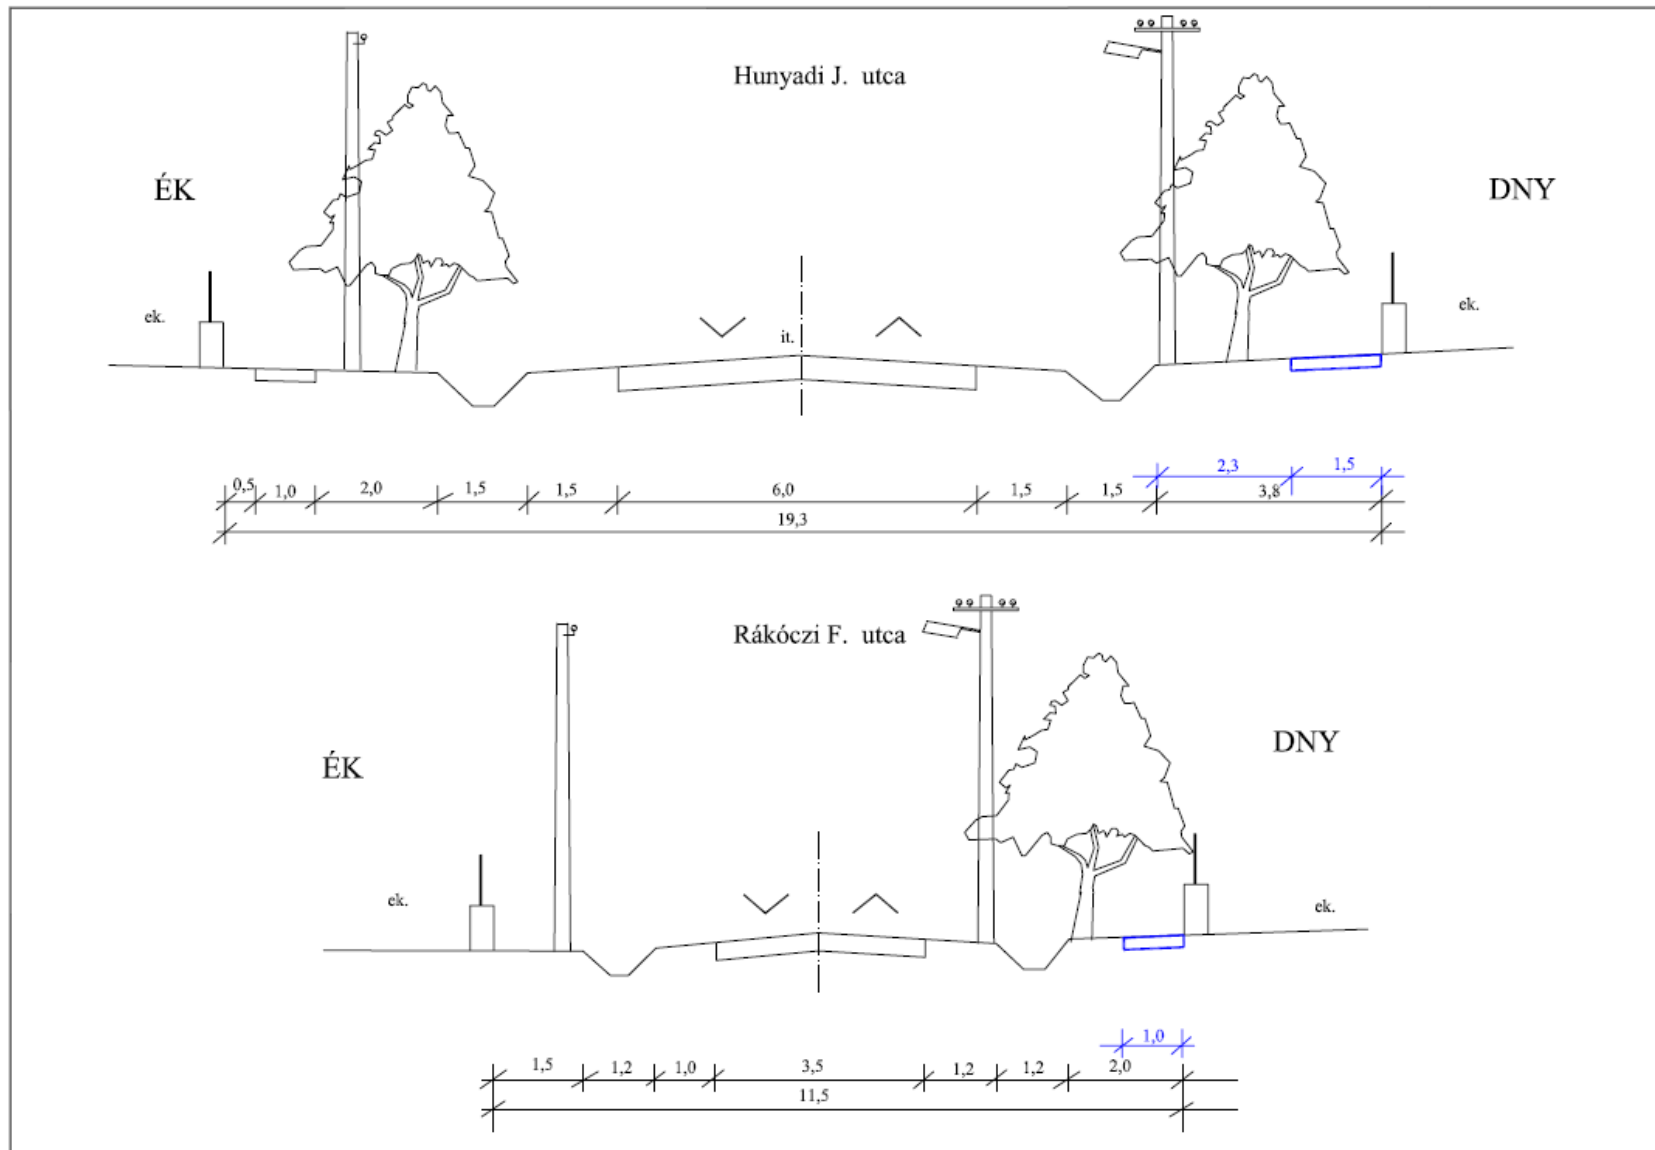 Hunyadi J. utca
ÉK
DNY
ek.
it.
ek.
2,3
1,5
0,5
1,0
2,0
1,5
1,5
6,0
1,5
1,5
3,8
19,3
Rákóczi F. utca
ÉK
DNY
ek.
ek.
1,0
1,5
1,2
1,0
3,5
1,2
1,2
2,0
11,5